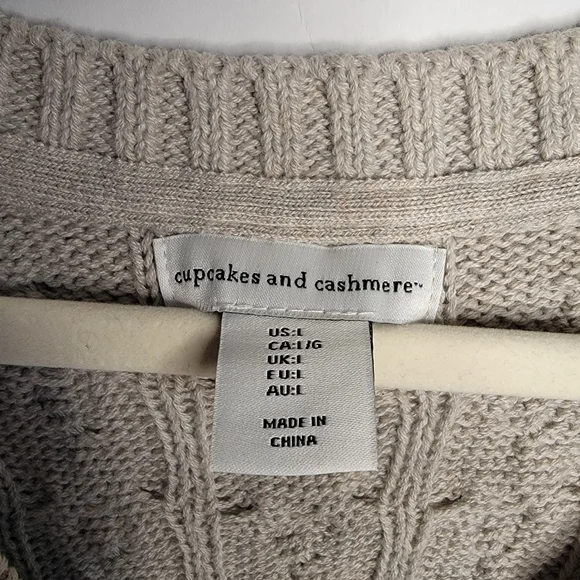 cupcakes and cashmere™
US:L
CA:L/G
UK:L
EU:L
AU:L
MADE IN
CHINA